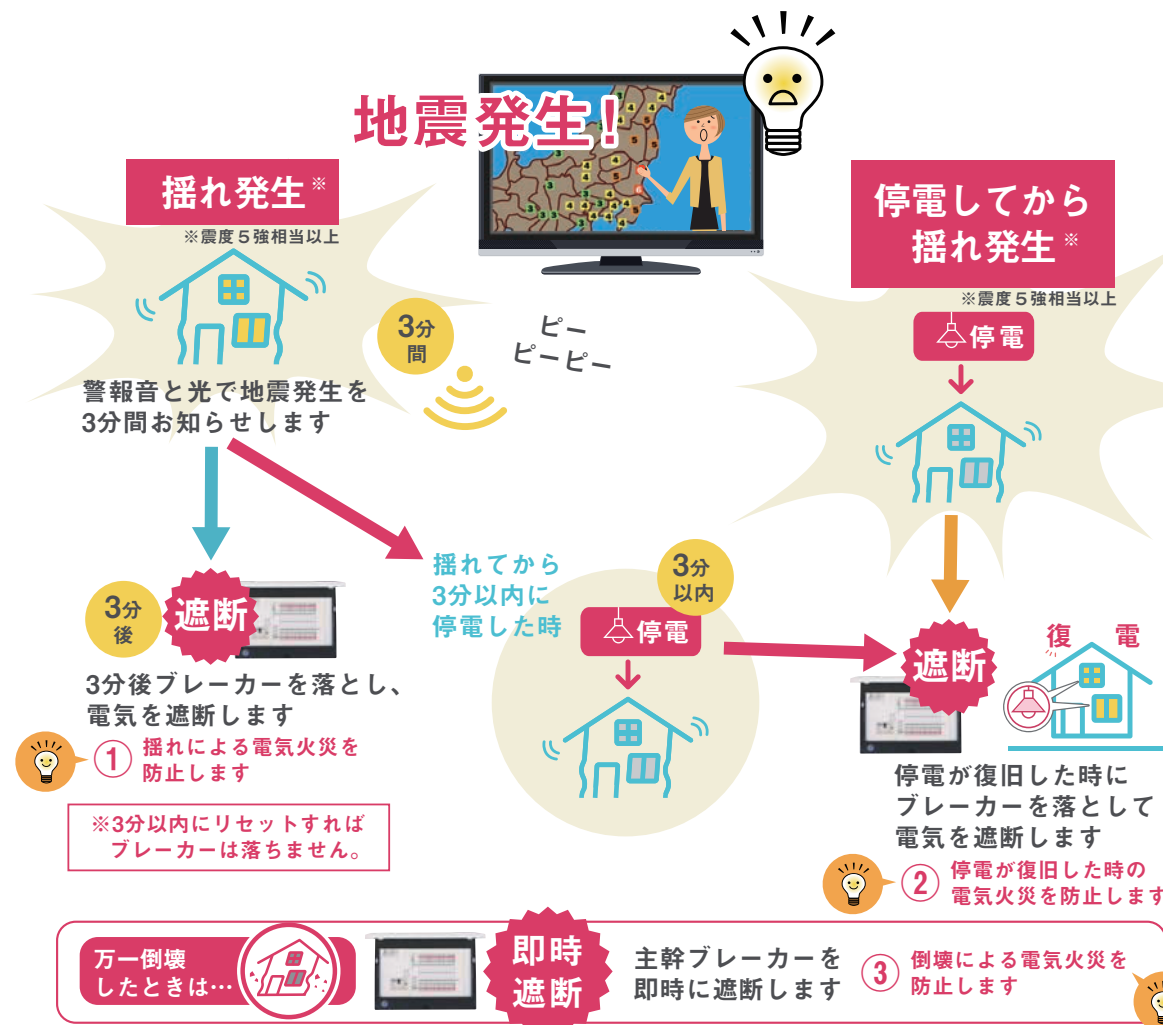 地震発生！
揺れ発生※
※震度５強相当以上
警報音と光で地震発生を
3分間お知らせします
3分
間
ピー
ピーピー
停電してから
揺れ発生※
※震度５強相当以上
停電
3分
後
遮断
3分後ブレーカーを落とし、
電気を遮断します
① 揺れによる電気火災を
防止します
※3分以内にリセットすれば
ブレーカーは落ちません。
揺れてから
3分以内に
停電した時
3分
以内
停電
遮断
復電
停電が復旧した時に
ブレーカーを落として
電気を遮断します
② 停電が復旧した時の
電気火災を防止します
万一倒壊
したときは…
即時
遮断
主幹ブレーカーを
即時に遮断します
③ 倒壊による電気火災を
防止します